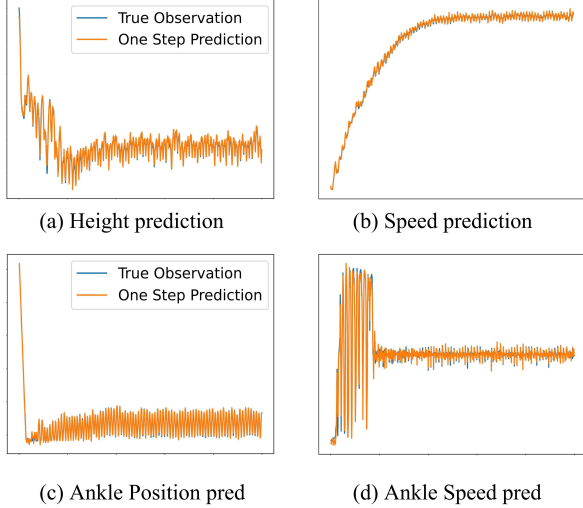 True Observation
One Step Prediction
(a) Height prediction
(b) Speed prediction
True Observation
One Step Prediction
(c) Ankle Position pred
(d) Ankle Speed pred